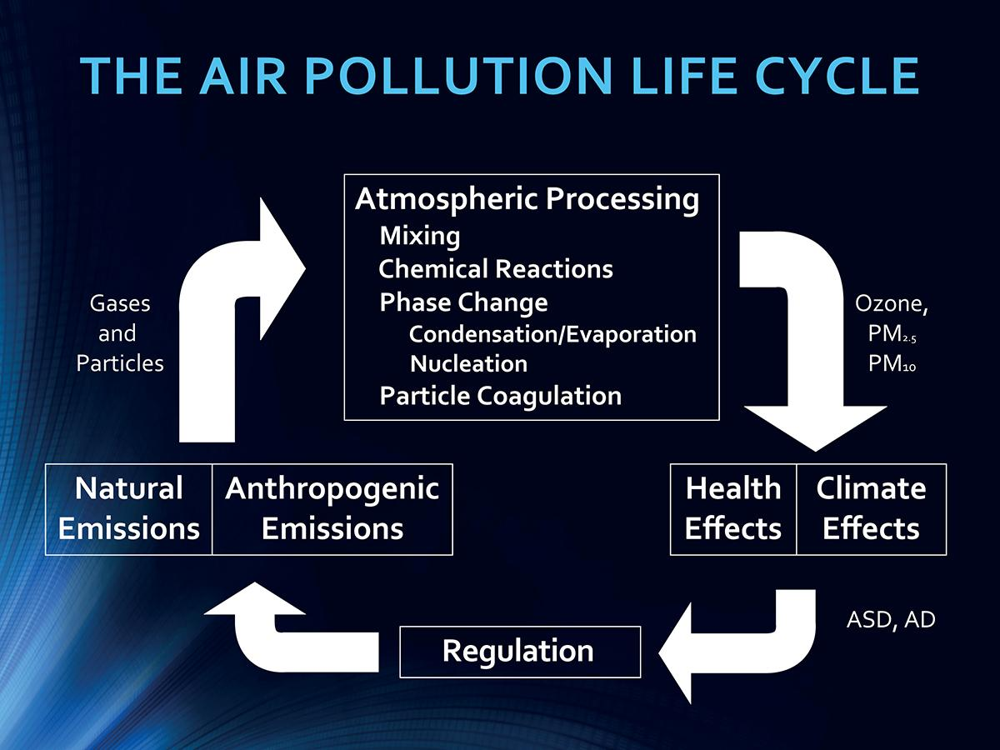 THE AIR POLLUTION LIFE CYCLE
Atmospheric Processing
Mixing
Chemical Reactions
Phase Change
Condensation/Evaporation
Nucleation
Particle Coagulation
Gases
and
Particles
Ozone,
PM2.5
PM10
Natural
Emissions
Anthropogenic
Emissions
Health
Effects
Climate
Effects
ASD, AD
Regulation